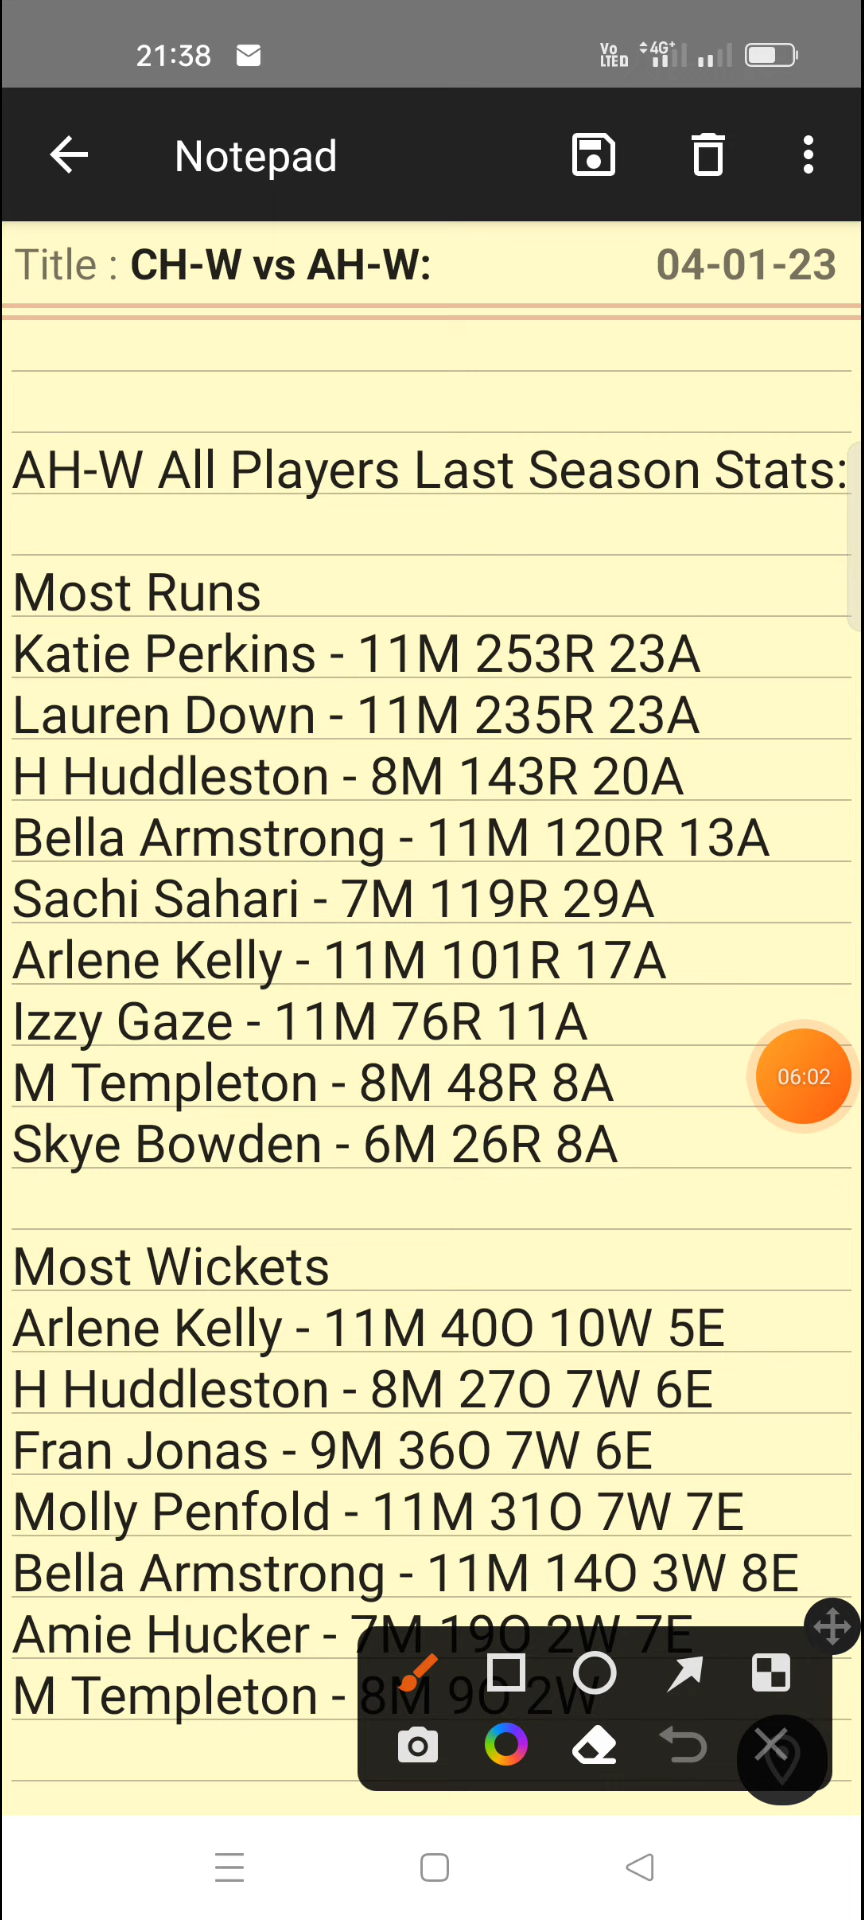 21:38
Vo LTE 4G+
Notepad
Title : CH-W vs AH-W: 04-01-23
AH-W All Players Last Season Stats:
Most Runs
Katie Perkins - 11M 253R 23A
Lauren Down - 11M 235R 23A
H Huddleston - 8M 143R 20A
Bella Armstrong - 11M 120R 13A
Sachi Sahari - 7M 119R 29A
Arlene Kelly - 11M 101R 17A
Izzy Gaze - 11M 76R 11A
06:02
M Templeton - 8M 48R 8A
Skye Bowden - 6M 26R 8A
Most Wickets
Arlene Kelly - 11M 40O 10W 5E
H Huddleston - 8M 27O 7W 6E
Fran Jonas - 9M 36O 7W 6E
Molly Penfold - 11M 31O 7W 7E
Bella Armstrong - 11M 14O 3W 8E
Amie Hucker - 7M 19O 2W 7E
M Templeton - 8M 9O 2W